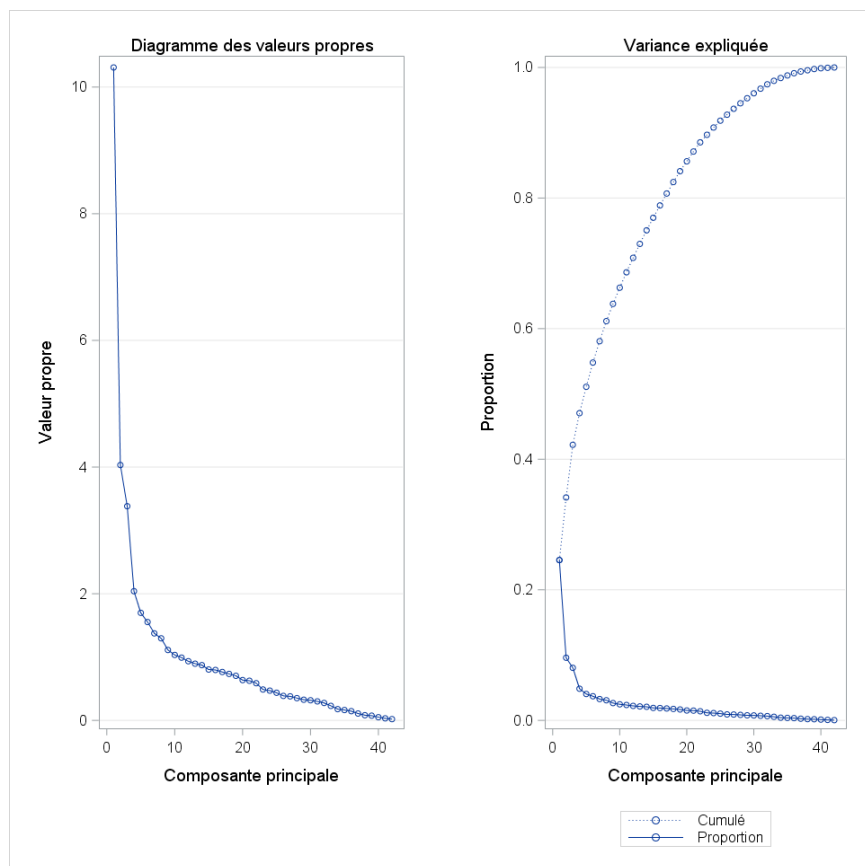 Diagramme des valeurs propres
Valeur propre
10
8
6
4
2
0
0 10 20 30 40
Composante principale
Variance expliquée
Proportion
1.0
0.8
0.6
0.4
0.2
0.0
0 10 20 30 40
Composante principale
Cumulé
Proportion